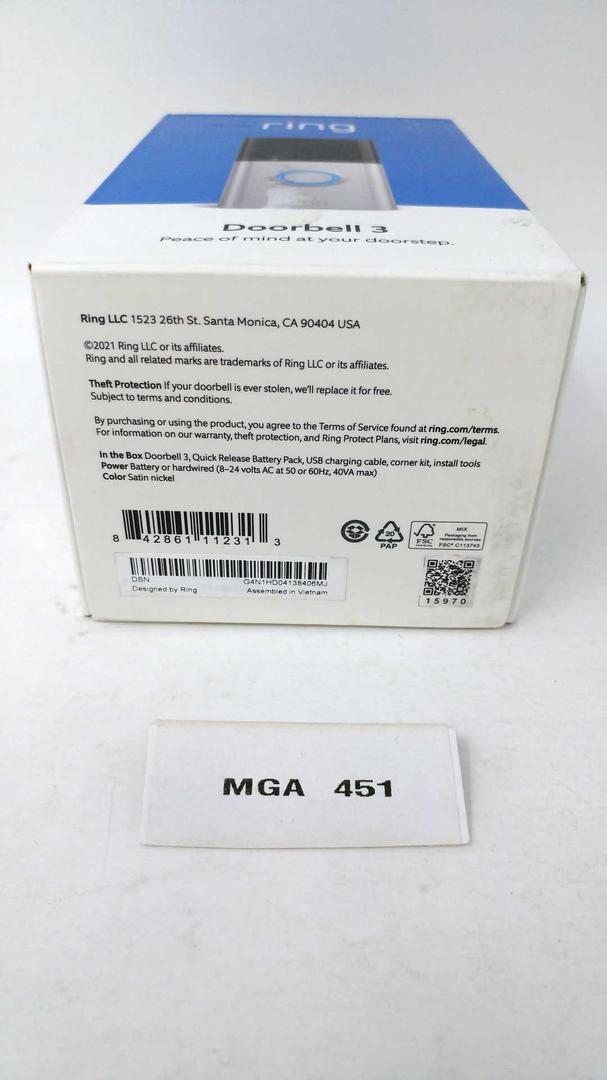 ring
Doorbell 3
Peace of mind at your doorstep.
Ring LLC 1523 26th St. Santa Monica, CA 90404 USA
©2021 Ring LLC or its affiliates.
Ring and all related marks are trademarks of Ring LLC or its affiliates.
Theft Protection If your doorbell is ever stolen, we'll replace it for free.
Subject to terms and conditions.
By purchasing or using the product, you agree to the Terms of Service found at ring.com/terms.
For information on our warranty, theft protection, and Ring Protect Plans, visit ring.com/legal.
In the Box Doorbell 3, Quick Release Battery Pack, USB charging cable, corner kit, install tools
Power Battery or hardwired (8–24 volts AC at 50 or 60Hz, 40VA max)
Color Satin nickel
8 42861 11231 3
20
PAP
FSC
MIX
Packaging from
responsible sources
FSC® C113743
DSN G4N1HD04138406MJ
Designed by Ring Assembled in Vietnam
15970
MGA 451